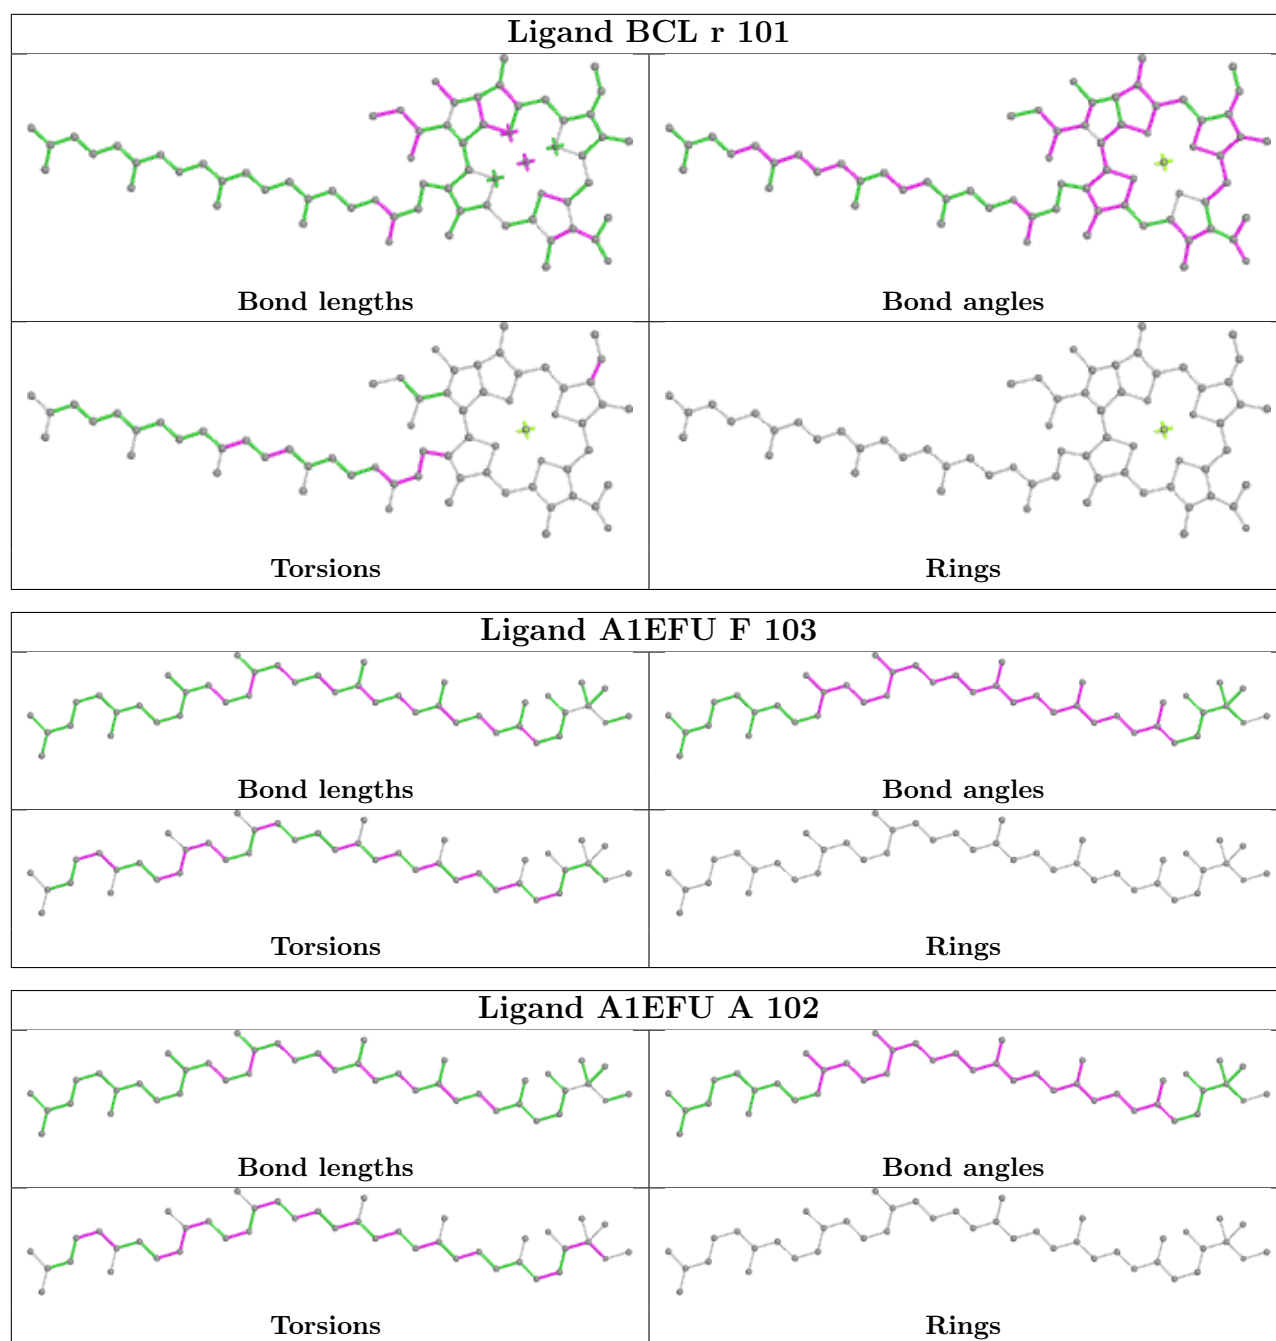 Ligand BCL r 101
Bond lengths
Bond angles
Torsions
Rings
Ligand A1EFU F 103
Bond lengths
Bond angles
Torsions
Rings
Ligand A1EFU A 102
Bond lengths
Bond angles
Torsions
Rings